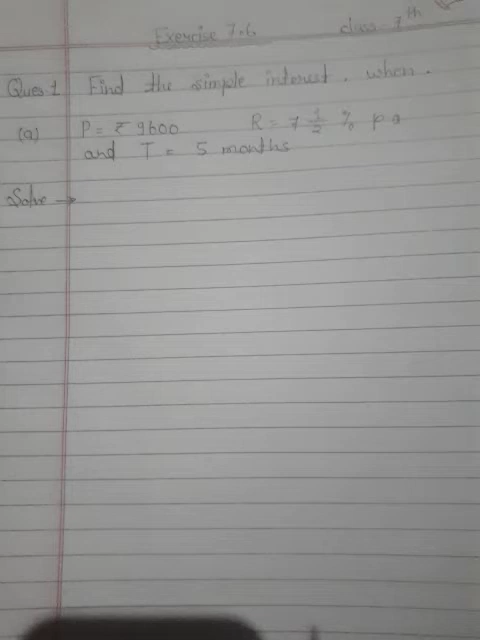 Exercise 7.6 class 7th
Ques.1 Find the simple interest. when.
(a) P = ₹ 9600 R = 7 1/2 % p a
and T = 5 months
Solve →